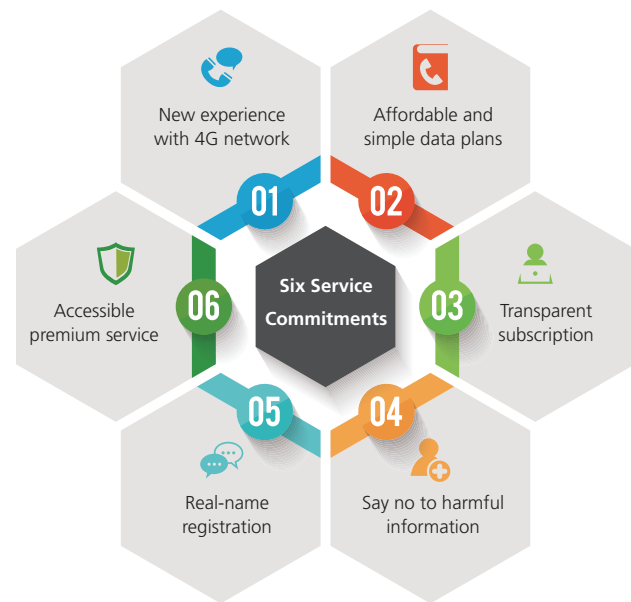 New experience
with 4G network
01
Affordable and
simple data plans
02
Six Service
Commitments
03
Transparent
subscription
04
Say no to harmful
information
05
Real-name
registration
06
Accessible
premium service